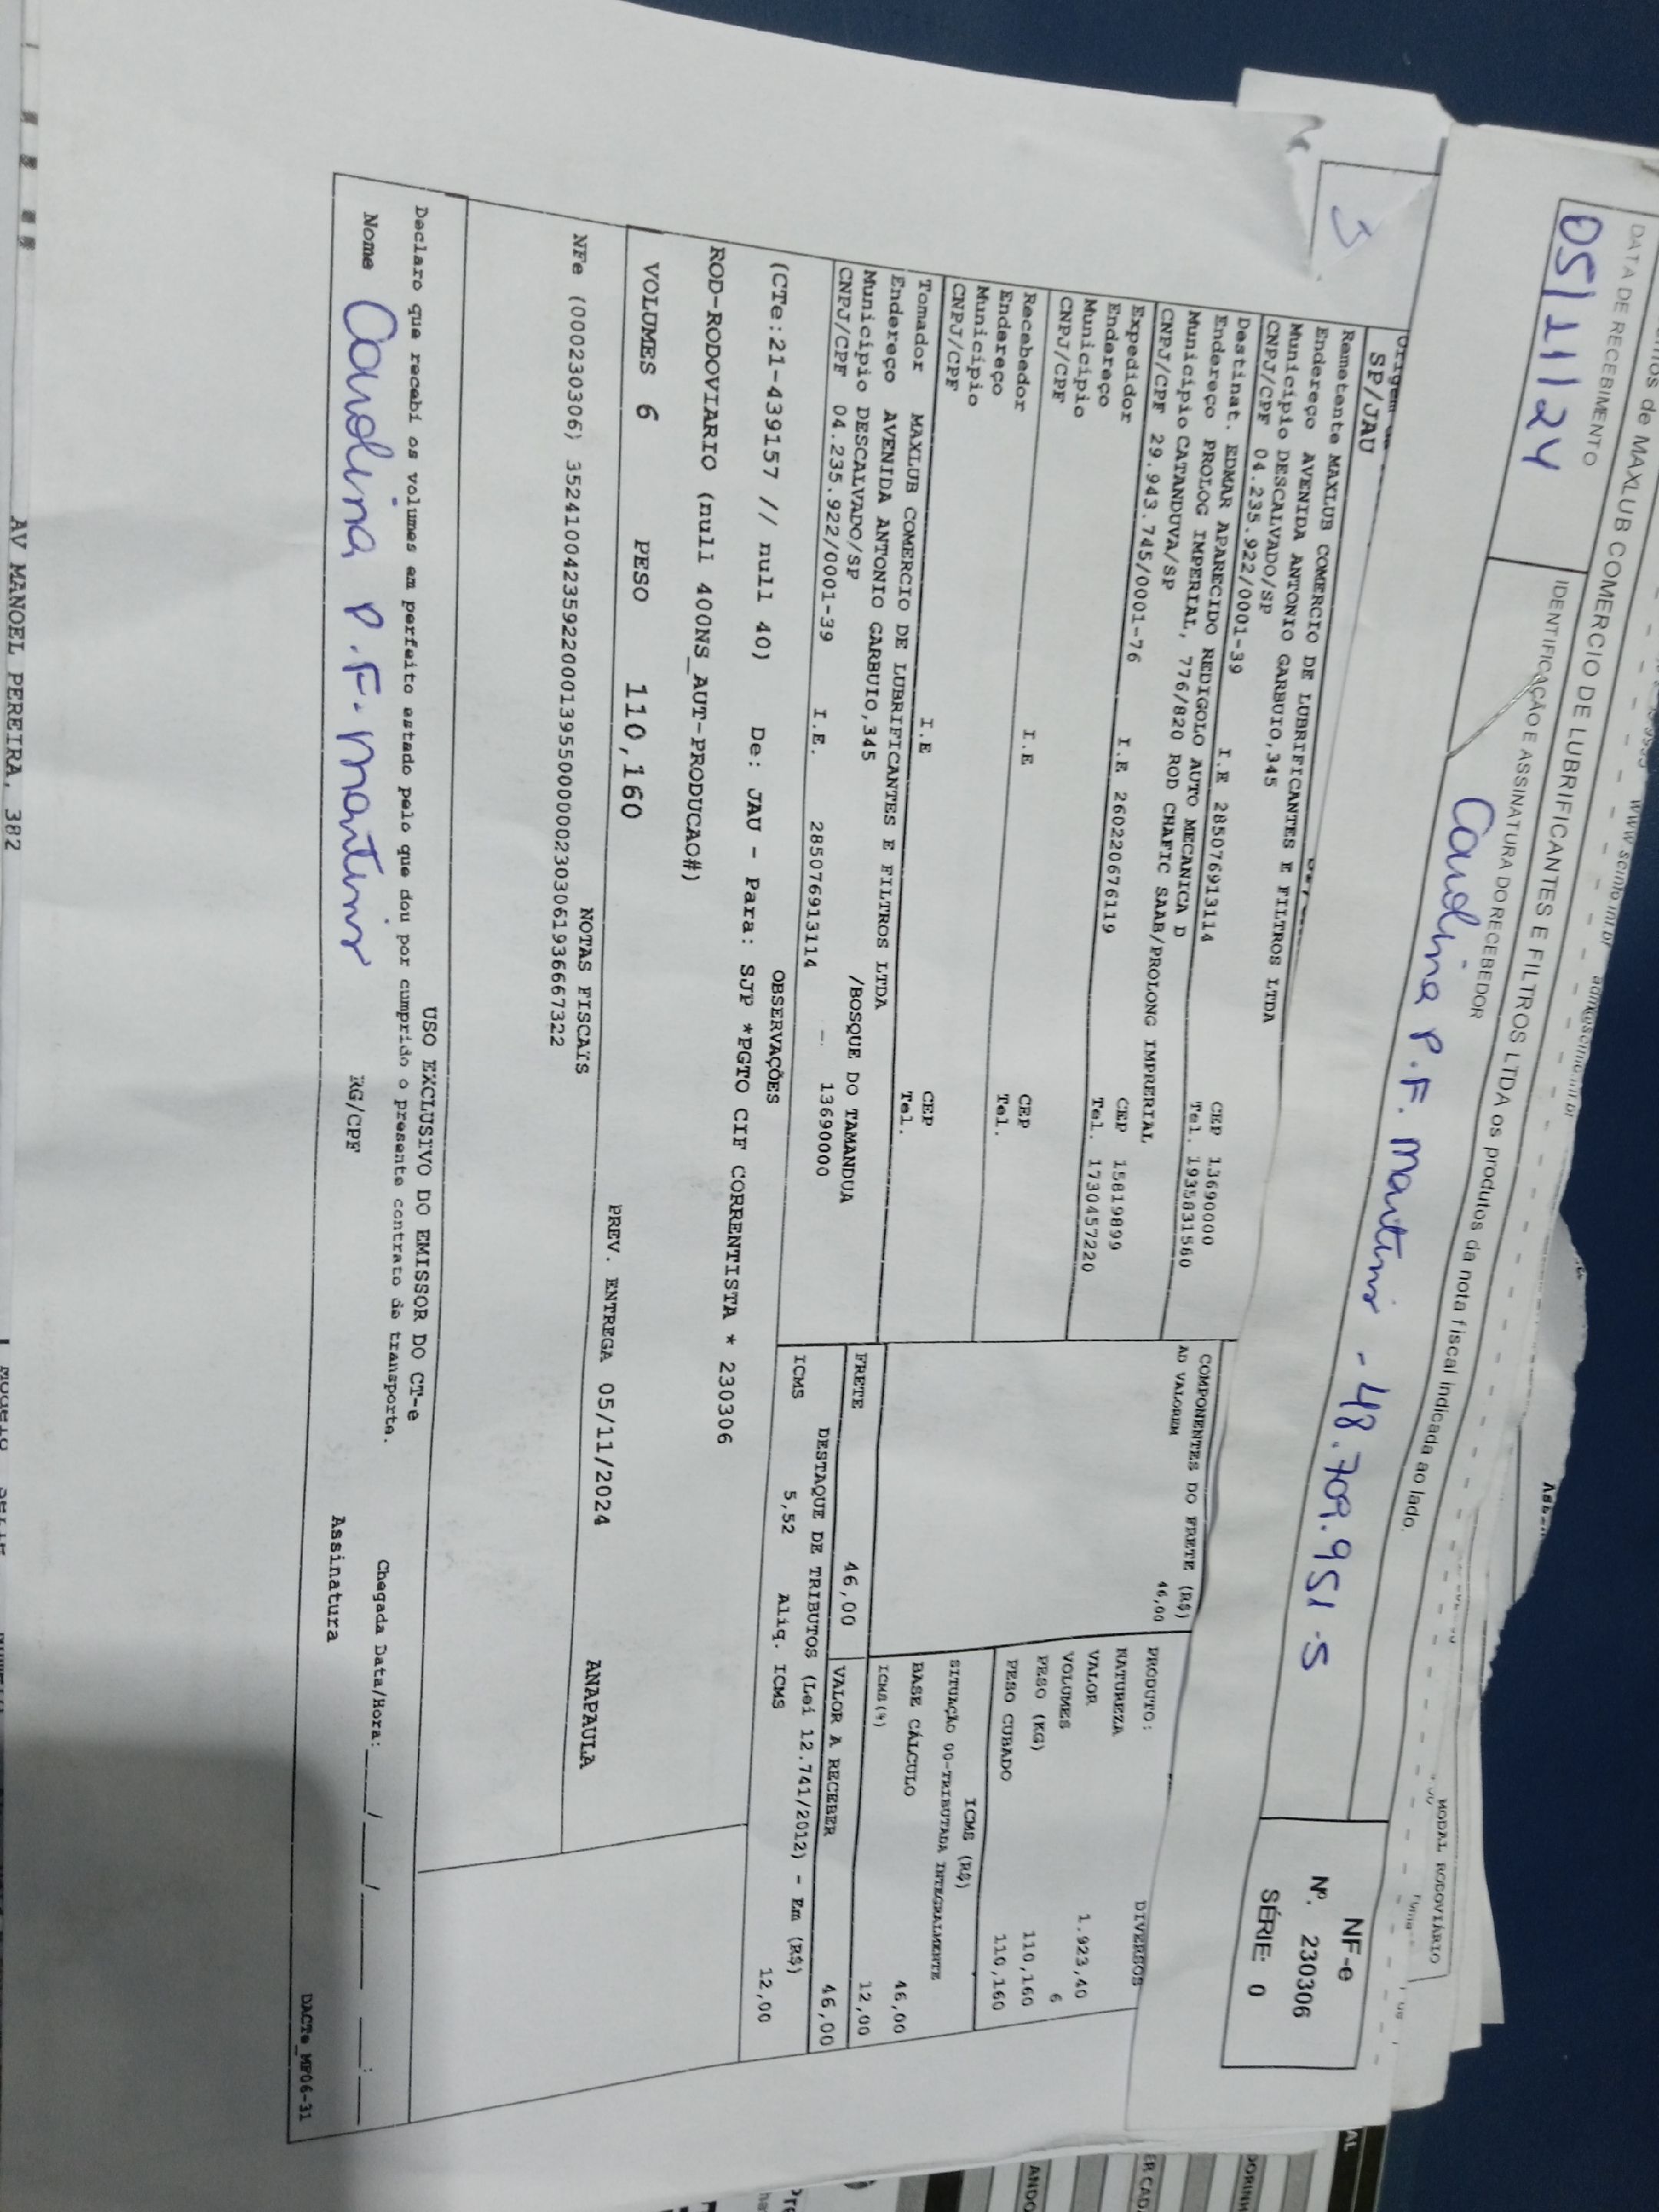 DATA DE RECEBIMENTO
05/11/24
de MAXLUB COMERCIO DE LUBRIFICANTES E FILTROS LTDA os produtos da nota fiscal indicada ao lado.
IDENTIFICAÇÃO E ASSINATURA DO RECEBEDOR
Carolina P. F. Martins - 48.709.951-5
MODAL RODOVIÁRIO
NF-e
Nº. 230306
SÉRIE: 0
3
Origem
SP/JAU
Remetente MAXLUB COMERCIO DE LUBRIFICANTES E FILTROS LTDA
Endereço AVENIDA ANTONIO GARBUIO,345
Município DESCALVADO/SP CEP 13690000
CNPJ/CPF 04.235.922/0001-39 I.E 285076913114 Tel. 1935831560
Destinat. EDMAR APARECIDO REDIGOLO AUTO MECANICA D
Endereço PROLOG IMPERIAL, 776/820 ROD CHAFIC SAAB/PROLONG IMPRERIAL
Município CATANDUVA/SP CEP 15819899
CNPJ/CPF 29.943.745/0001-76 I.E 260220676119 Tel. 1730457220
Expedidor
Endereço
Município CEP
CNPJ/CPF I.E Tel.
Recebedor
Endereço
Município CEP
CNPJ/CPF I.E Tel.
Tomador MAXLUB COMERCIO DE LUBRIFICANTES E FILTROS LTDA
Endereço AVENIDA ANTONIO GARBUIO,345 /BOSQUE DO TAMANDUA
Município DESCALVADO/SP
CNPJ/CPF 04.235.922/0001-39 I.E. 285076913114 - 13690000
COMPONENTES DO FRETE (R$)
AD VALOREM 46,00
PRODUTO:
NATUREZA DIVERSOS
VALOR 1.923,40
VOLUMES 6
PESO (KG) 110,160
PESO CUBADO 110,160
ICMS (R$)
SITUAÇÃO 00-TRIBUTADA INTEGRALMENTE
BASE CÁLCULO 46,00
ICMS(%) 12,00
FRETE 46,00 VALOR A RECEBER 46,00
DESTAQUE DE TRIBUTOS (Lei 12.741/2012) - Em (R$)
ICMS 5,52 Aliq. ICMS 12,00
OBSERVAÇÕES
(CTe:21-439157 // null 40) De: JAU - Para: SJP *PGTO CIF CORRENTISTA * 230306
ROD-RODOVIARIO (null 400NS_AUT-PRODUCAO#)
VOLUMES 6 PESO 110,160 PREV. ENTREGA 05/11/2024 ANAPAULA
NOTAS FISCAIS
NFe (000230306) 35241004235922000139550000002303061936667322
USO EXCLUSIVO DO EMISSOR DO CT-e
Declaro que recebi os volumes em perfeito estado pelo que dou por cumprido o presente contrato de transporte.
Chegada Data/Hora:____/____/______ ___:___
Nome Carolina P. F. Martins RG/CPF Assinatura
DACTe_MF06-31
AV MANOEL PEREIRA, 382